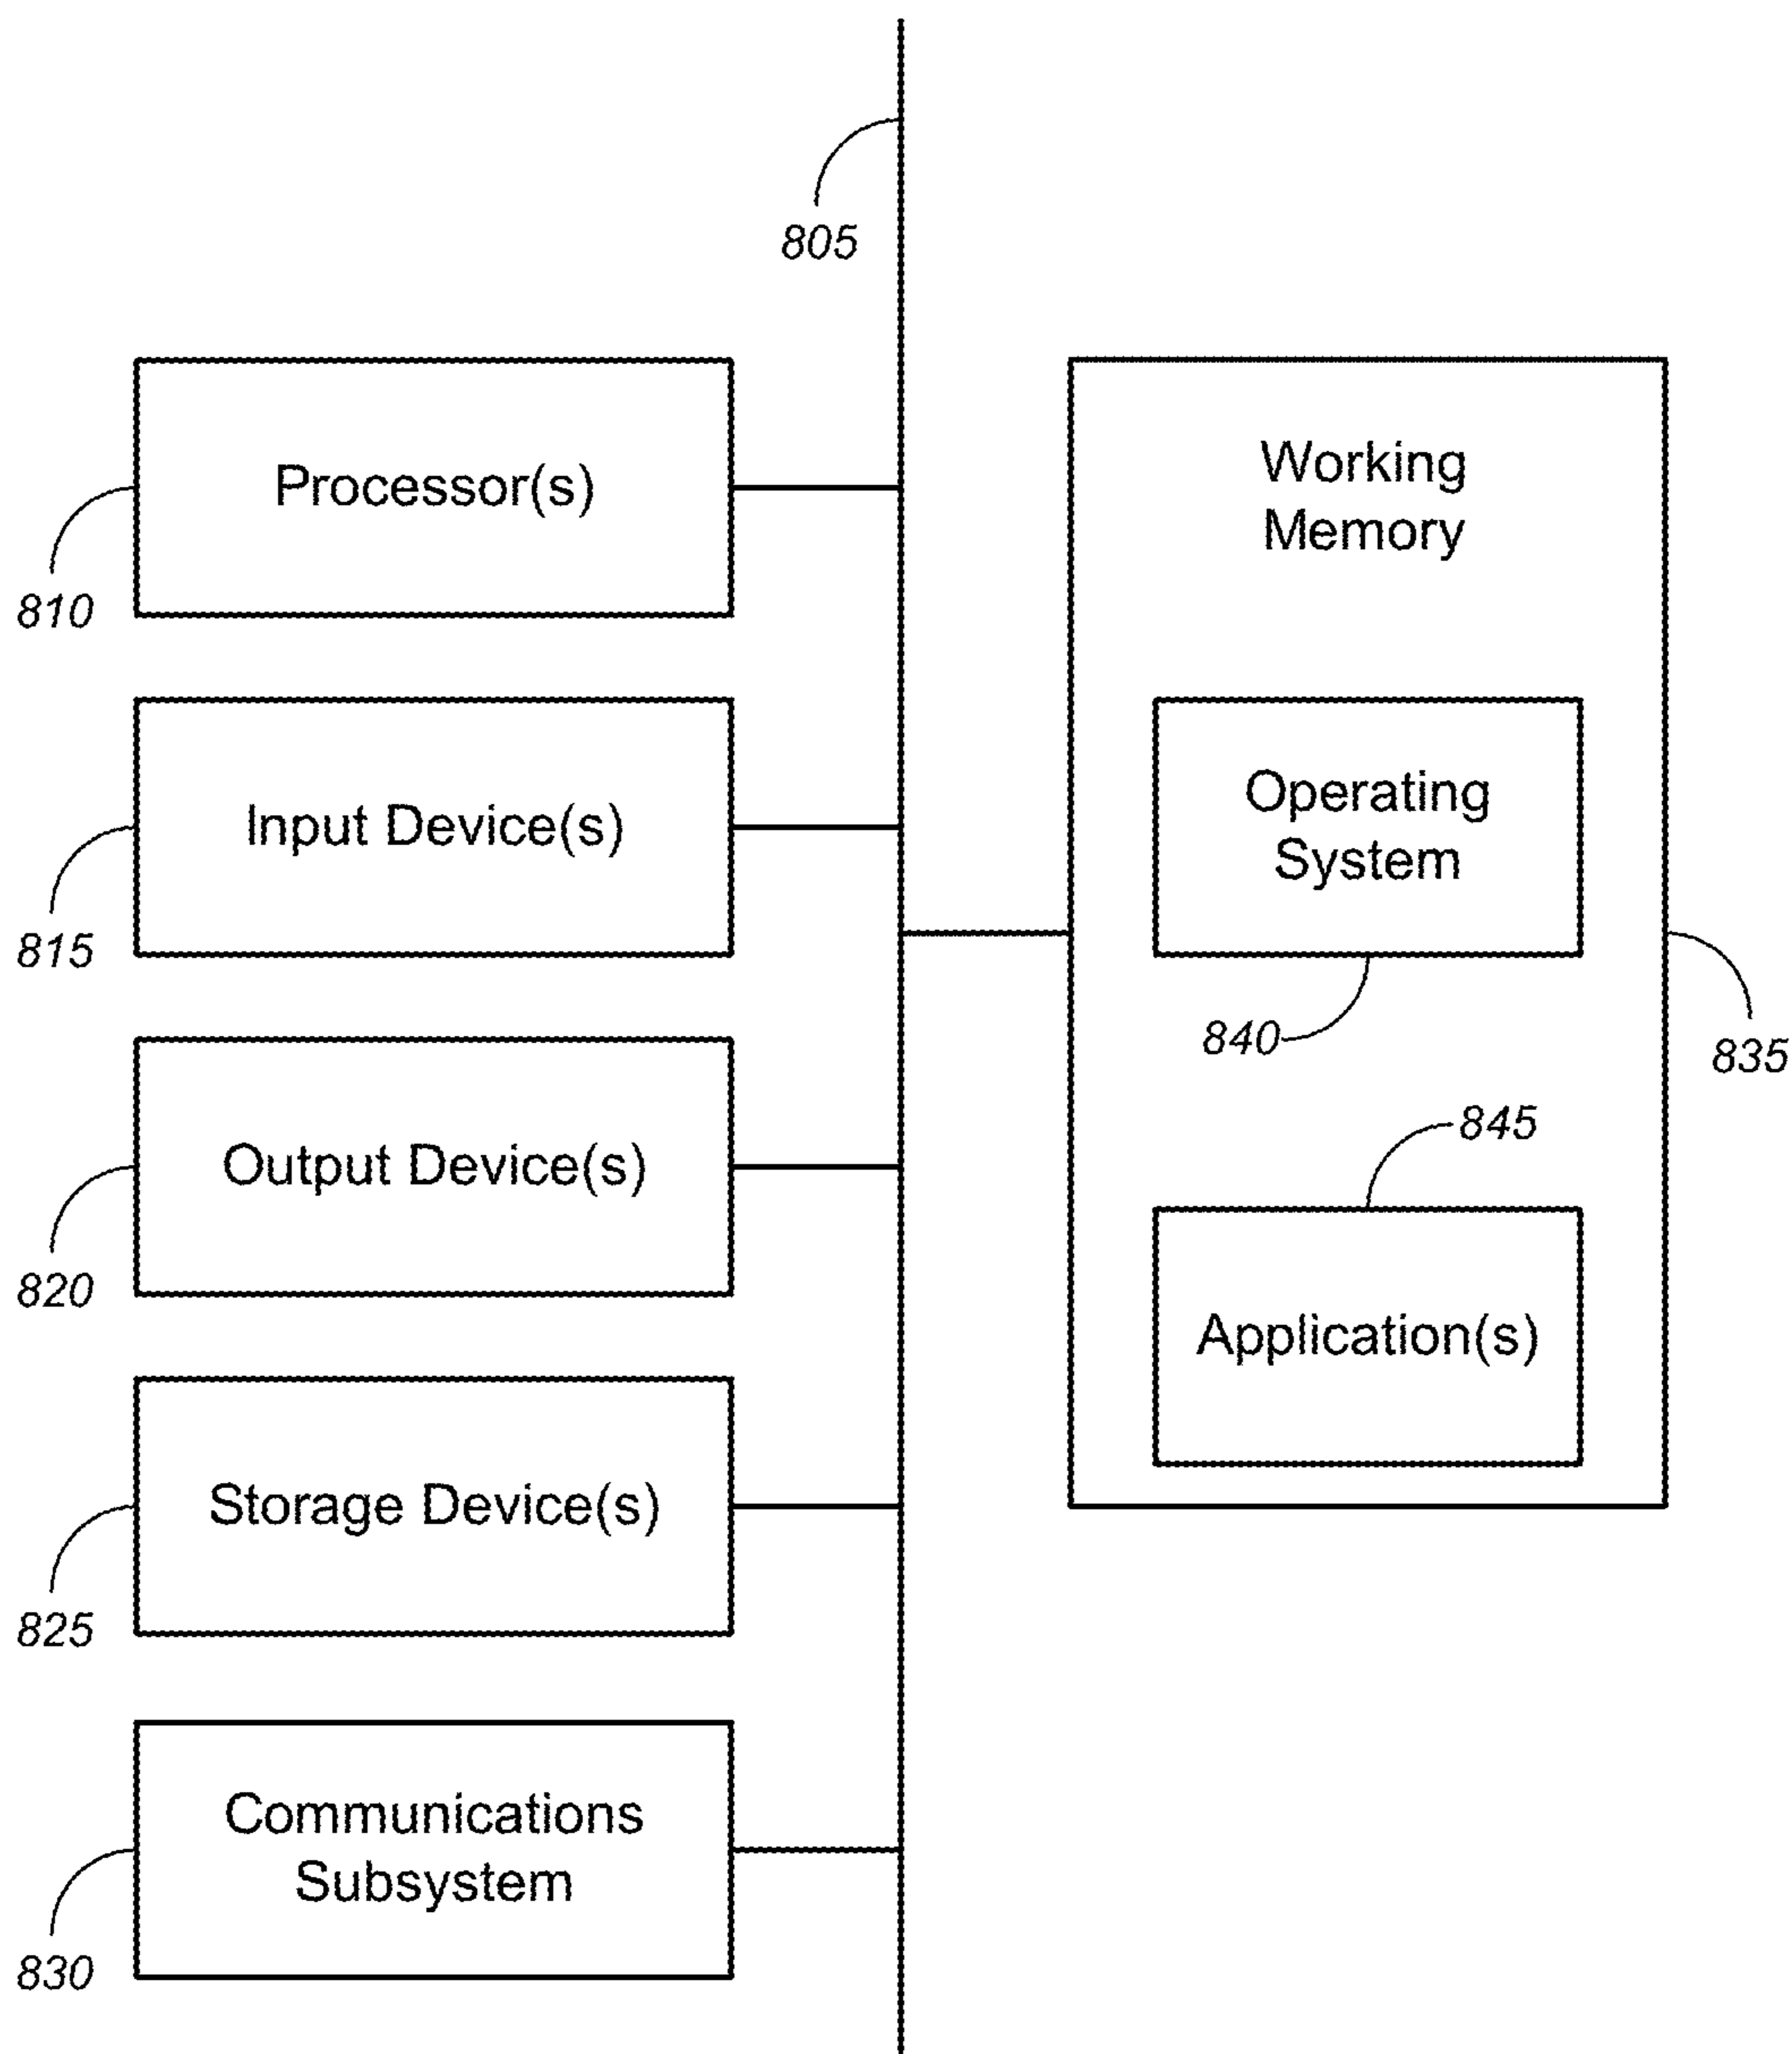 805
Processor(s)
810
Input Device(s)
815
Output Device(s)
820
Storage Device(s)
825
Communications
Subsystem
830
Working
Memory
Operating
System
840
835
845
Application(s)